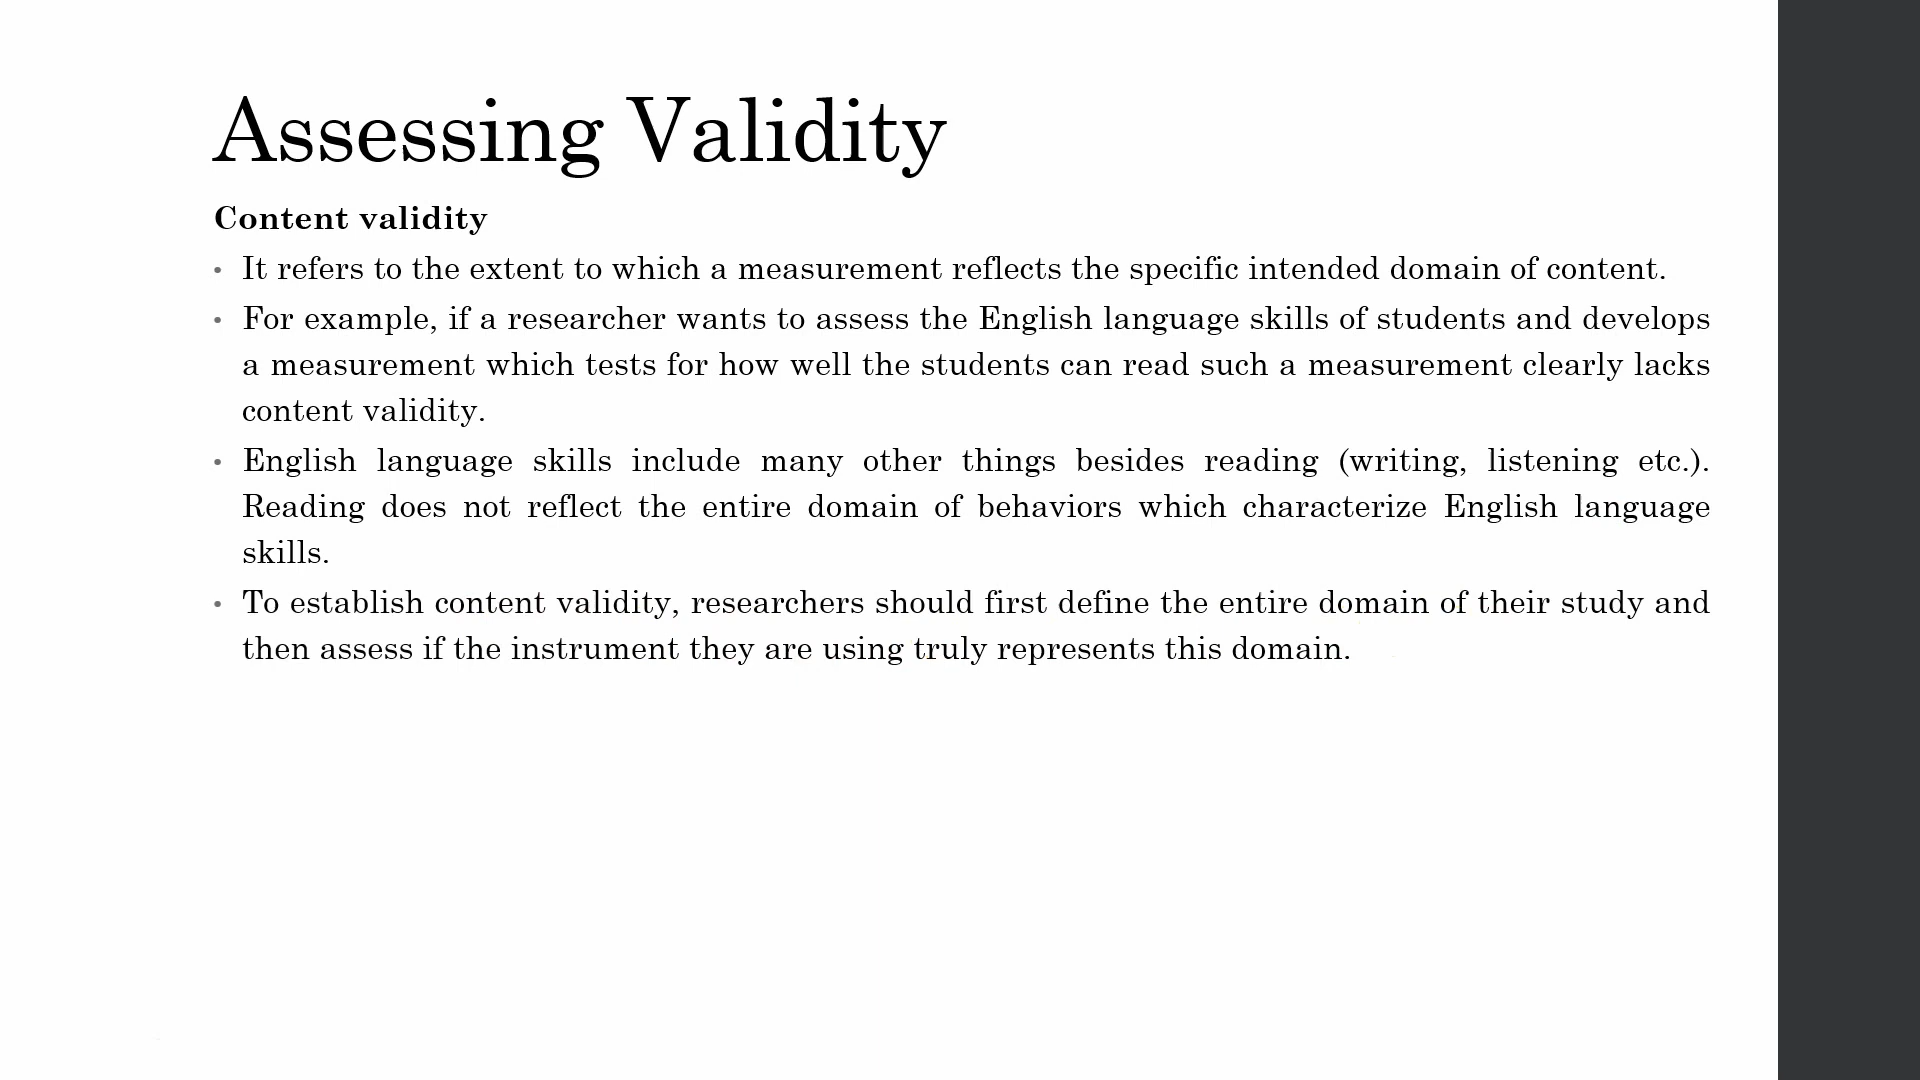 Assessing Validity
Content validity
• It refers to the extent to which a measurement reflects the specific intended domain of content.
• For example, if a researcher wants to assess the English language skills of students and develops
a measurement which tests for how well the students can read such a measurement clearly lacks
content validity.
• English language skills include many other things besides reading (writing, listening etc.).
Reading does not reflect the entire domain of behaviors which characterize English language
skills.
• To establish content validity, researchers should first define the entire domain of their study and
then assess if the instrument they are using truly represents this domain.